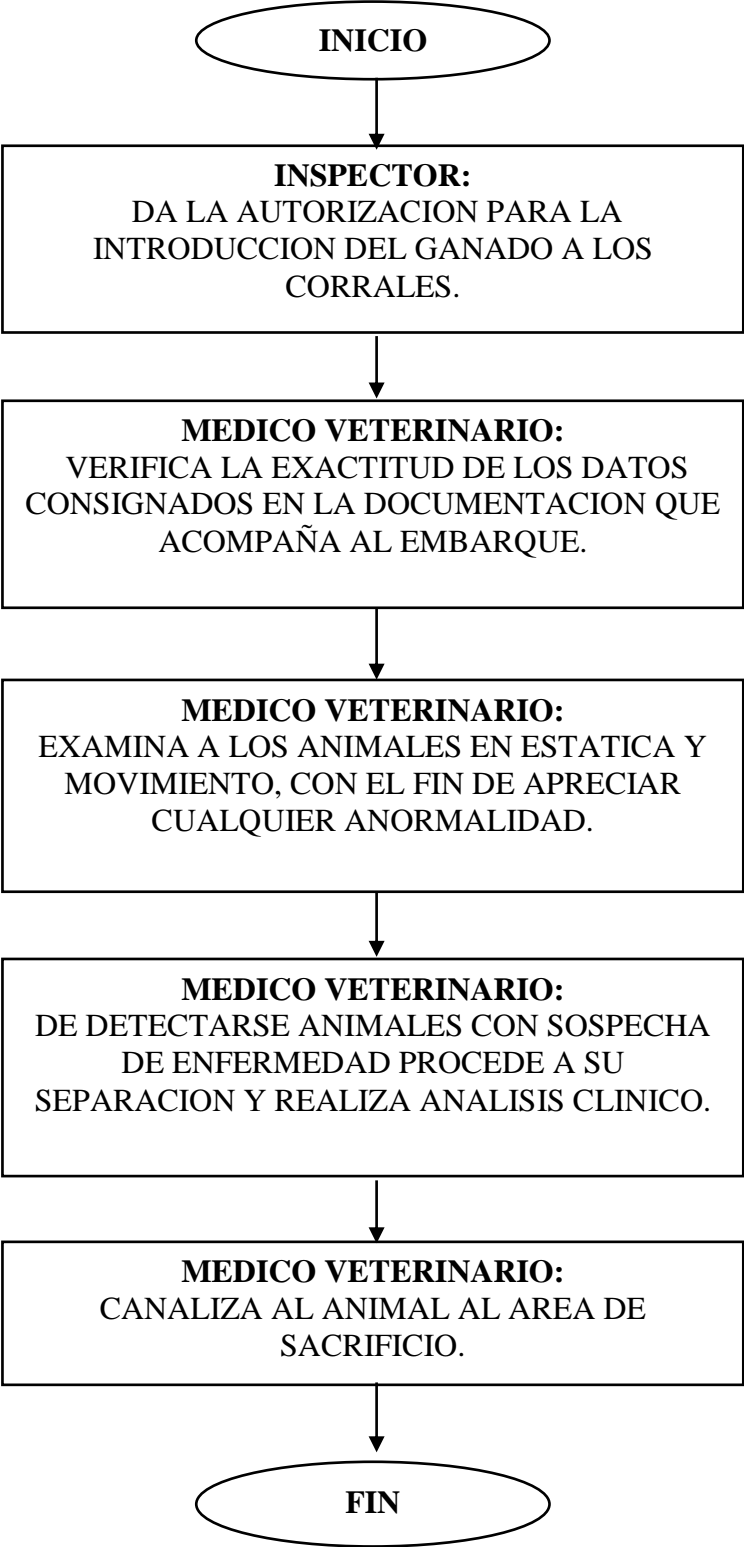 INICIO
INSPECTOR:
DA LA AUTORIZACION PARA LA
INTRODUCCION DEL GANADO A LOS
CORRALES.
MEDICO VETERINARIO:
VERIFICA LA EXACTITUD DE LOS DATOS
CONSIGNADOS EN LA DOCUMENTACION QUE
ACOMPAÑA AL EMBARQUE.
MEDICO VETERINARIO:
EXAMINA A LOS ANIMALES EN ESTATICA Y
MOVIMIENTO, CON EL FIN DE APRECIAR
CUALQUIER ANORMALIDAD.
MEDICO VETERINARIO:
DE DETECTARSE ANIMALES CON SOSPECHA
DE ENFERMEDAD PROCEDE A SU
SEPARACION Y REALIZA ANALISIS CLINICO.
MEDICO VETERINARIO:
CANALIZA AL ANIMAL AL AREA DE
SACRIFICIO.
FIN